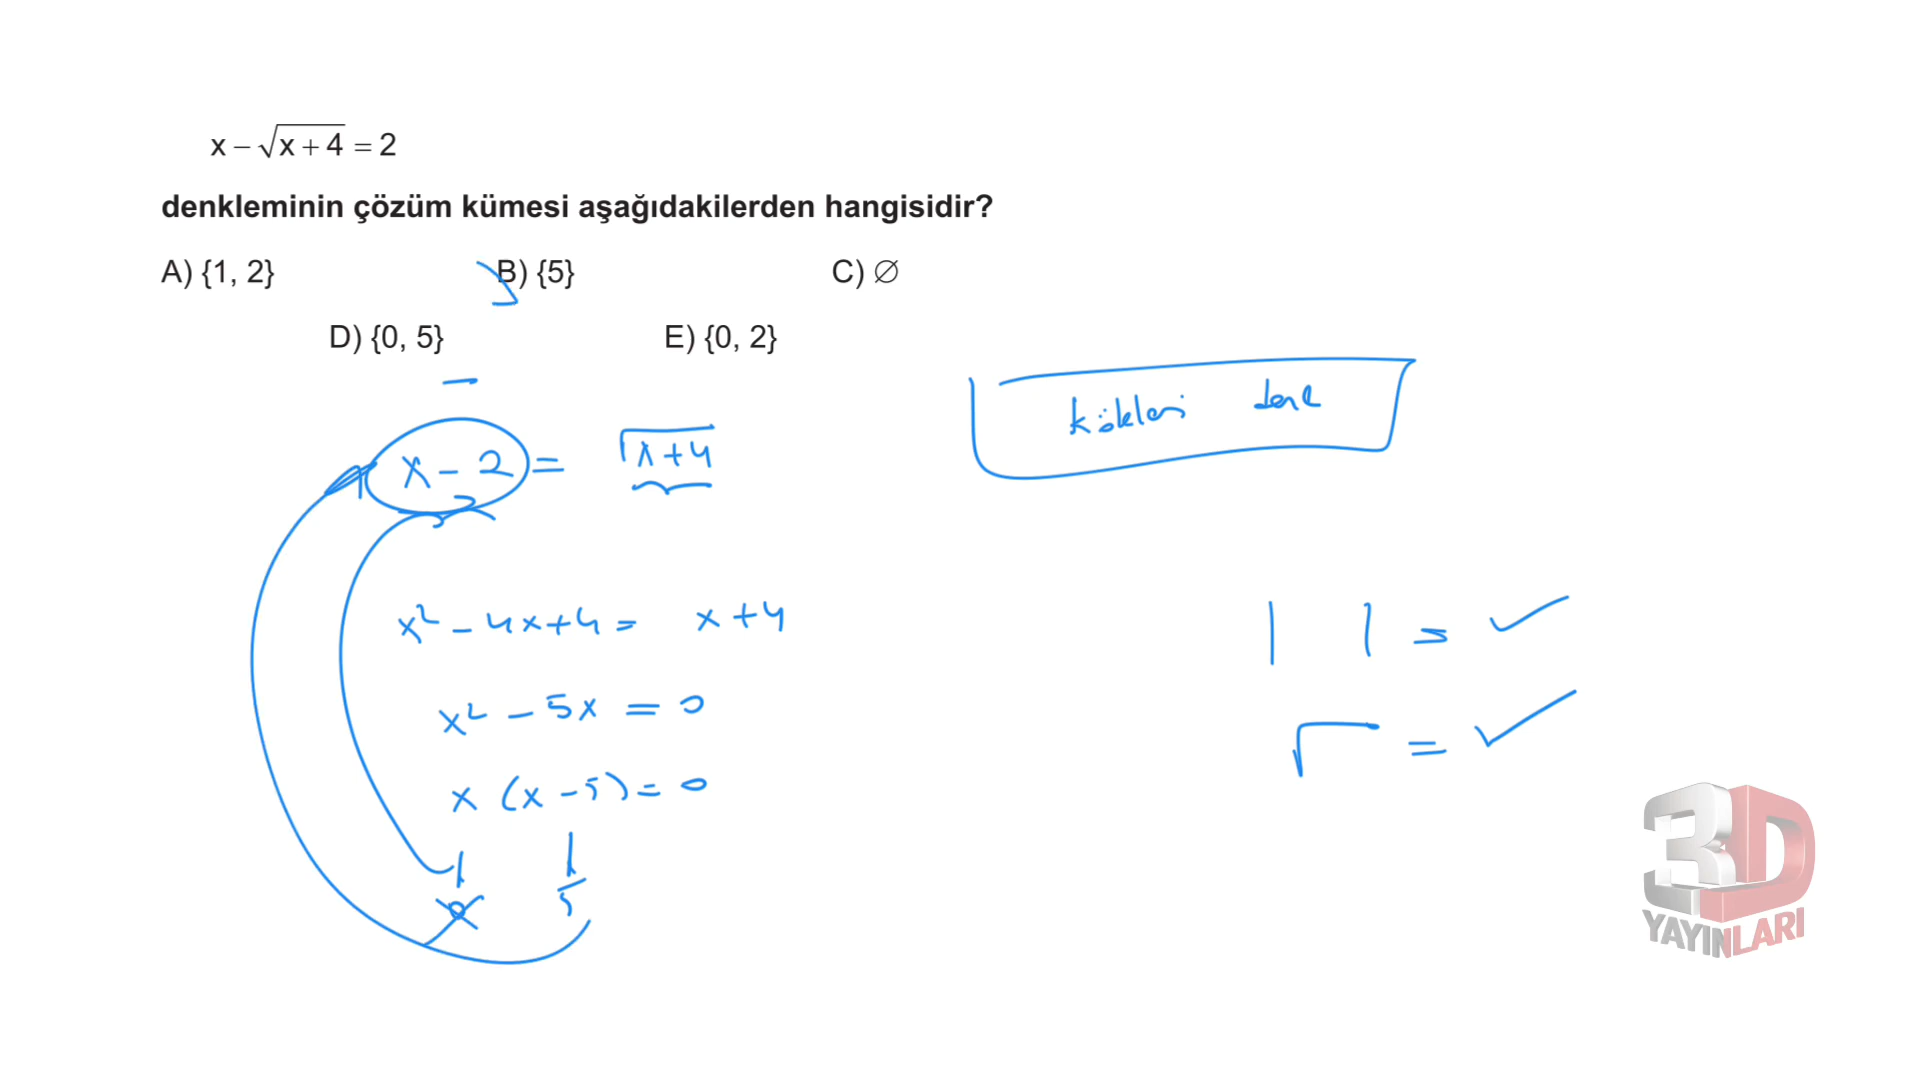 x − √x + 4 = 2
denkleminin çözüm kümesi aşağıdakilerden hangisidir?
A) {1, 2} B) {5} C) ∅
D) {0, 5} E) {0, 2}
kökleri dene
x − 2 = √x + 4
x² − 4x + 4 = x + 4
| | = ✓
x² − 5x = 0
√ = ✓
x (x − 5) = 0
0 5
3D
YAYINLARI